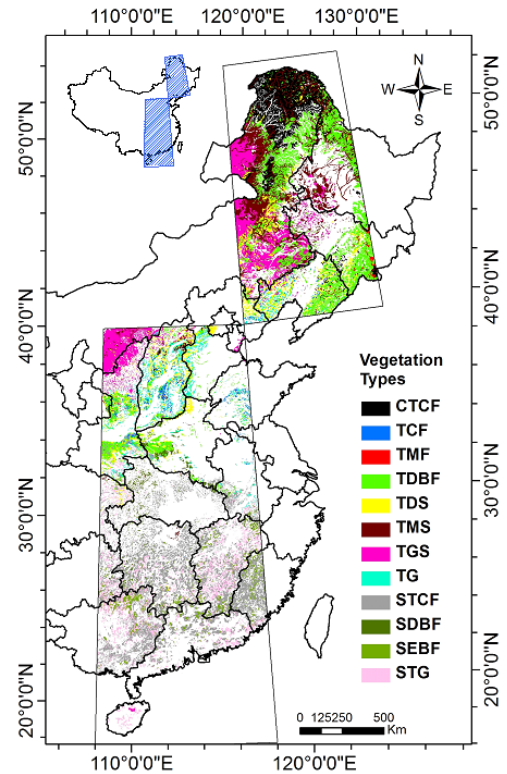 110°0'0"E 120°0'0"E 130°0'0"E
N
W E
S
50°0'0"N 50°0'0"N
40°0'0"N 40°0'0"N
30°0'0"N 30°0'0"N
20°0'0"N 20°0'0"N
Vegetation
Types
CTCF
TCF
TMF
TDBF
TDS
TMS
TGS
TG
STCF
SDBF
SEBF
STG
0 125250 500
Km
110°0'0"E 120°0'0"E